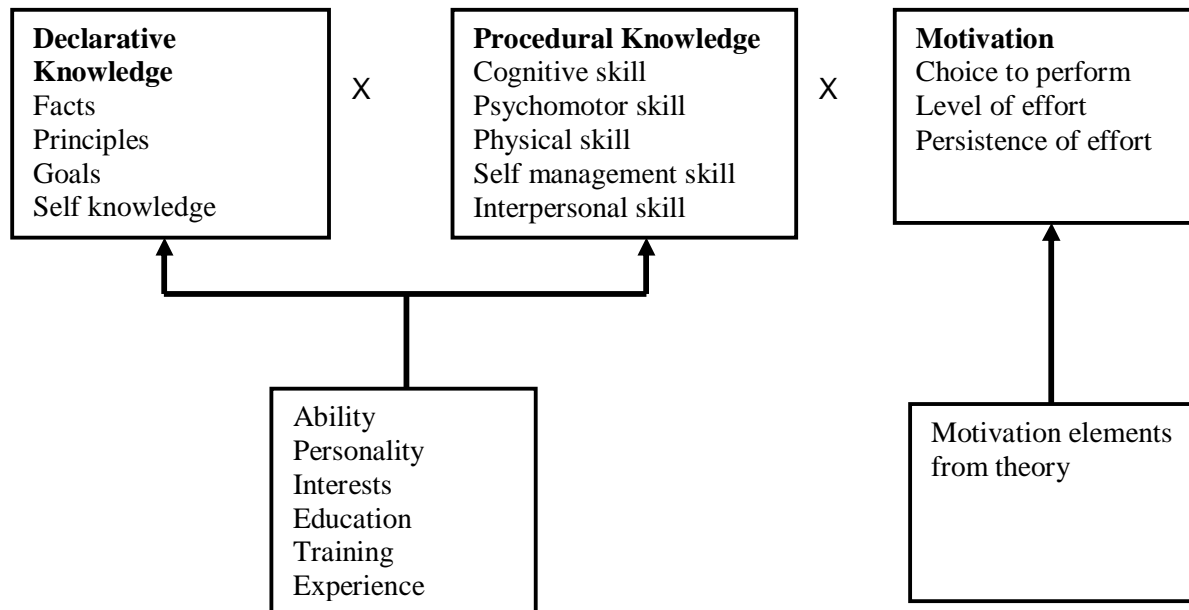 Declarative
Knowledge
Facts
Principles
Goals
Self knowledge
X
Procedural Knowledge
Cognitive skill
Psychomotor skill
Physical skill
Self management skill
Interpersonal skill
X
Motivation
Choice to perform
Level of effort
Persistence of effort
Ability
Personality
Interests
Education
Training
Experience
Motivation elements
from theory